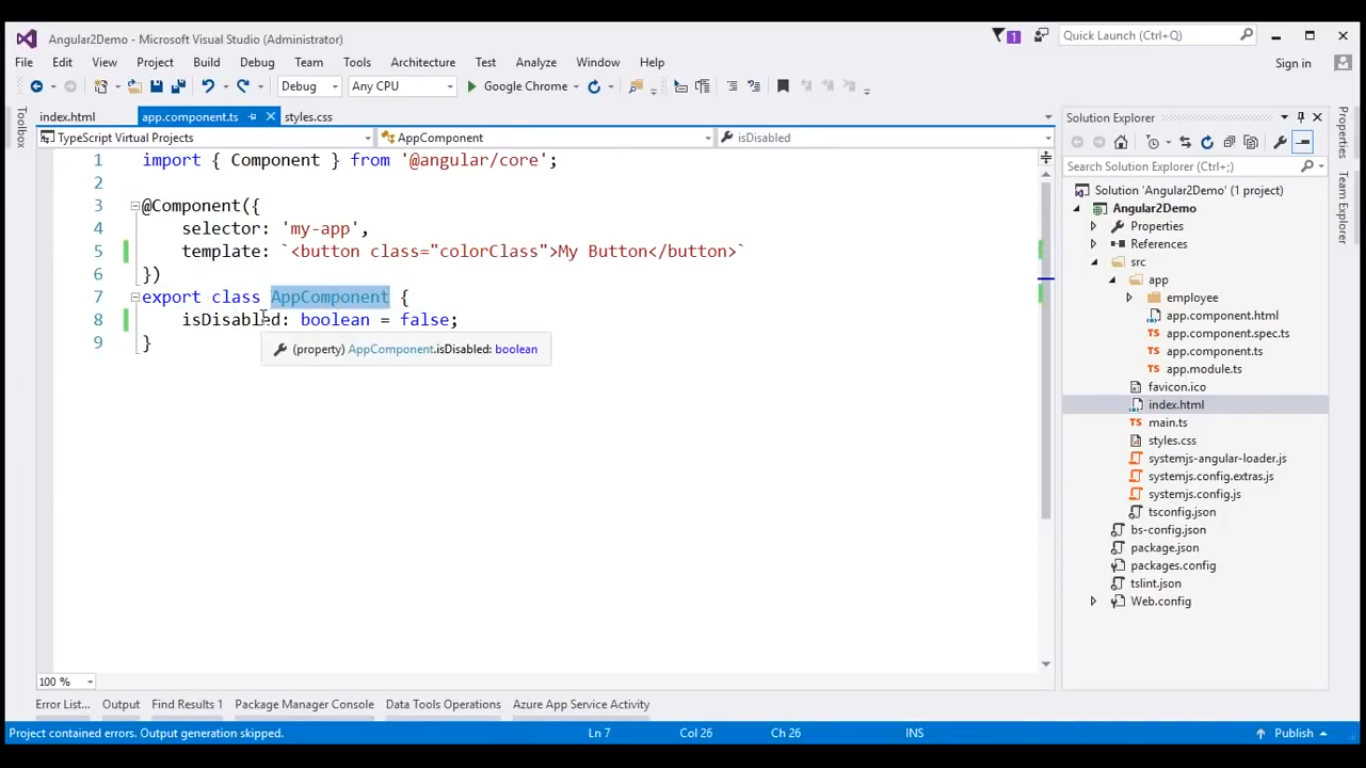 Angular2Demo - Microsoft Visual Studio (Administrator)
1
Quick Launch (Ctrl+Q)
File Edit View Project Build Debug Team Tools Architecture Test Analyze Window Help
Sign in
Debug Any CPU Google Chrome
Toolbox
index.html app.component.ts styles.css
TypeScript Virtual Projects AppComponent isDisabled
1 import { Component } from '@angular/core';
2
3 @Component({
4 selector: 'my-app',
5 template: `<button class="colorClass">My Button</button>`
6 })
7 export class AppComponent {
8 isDisabled: boolean = false;
9 }
(property) AppComponent.isDisabled: boolean
100 %
Solution Explorer
Search Solution Explorer (Ctrl+;)
Solution 'Angular2Demo' (1 project)
Angular2Demo
Properties
References
src
app
employee
app.component.html
app.component.spec.ts
app.component.ts
app.module.ts
favicon.ico
index.html
main.ts
styles.css
systemjs-angular-loader.js
systemjs.config.extras.js
systemjs.config.js
tsconfig.json
bs-config.json
package.json
packages.config
tslint.json
Web.config
Properties
Team Explorer
Error List... Output Find Results 1 Package Manager Console Data Tools Operations Azure App Service Activity
Project contained errors. Output generation skipped. Ln 7 Col 26 Ch 26 INS Publish